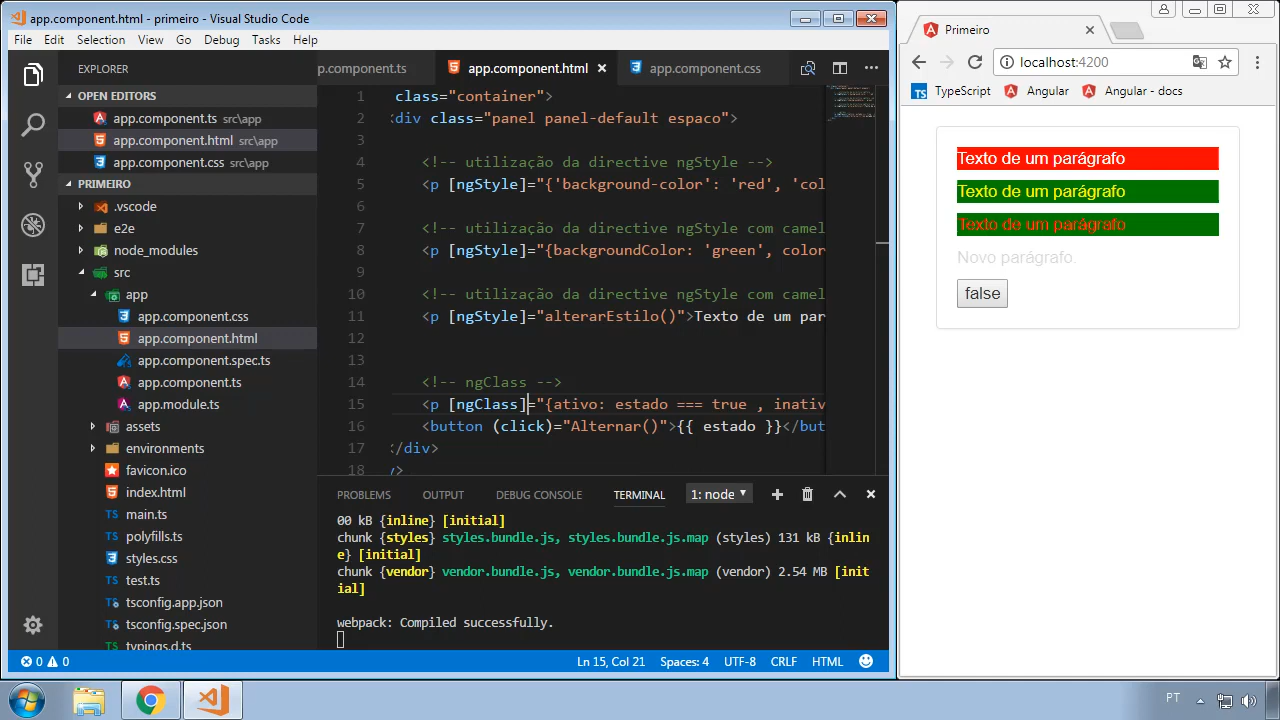 app.component.html - primeiro - Visual Studio Code
File Edit Selection View Go Debug Tasks Help
EXPLORER
OPEN EDITORS
app.component.ts src\app
app.component.html src\app
app.component.css src\app
PRIMEIRO
.vscode
e2e
node_modules
src
app
app.component.css
app.component.html
app.component.spec.ts
app.component.ts
app.module.ts
assets
environments
favicon.ico
index.html
main.ts
polyfills.ts
styles.css
test.ts
tsconfig.app.json
tsconfig.spec.json
typings.d.ts
p.component.ts app.component.html app.component.css
1 class="container">
2 <div class="panel panel-default espaco">
3
4 <!-- utilização da directive ngStyle -->
5 <p [ngStyle]="{'background-color': 'red', 'col
6
7 <!-- utilização da directive ngStyle com camel
8 <p [ngStyle]="{backgroundColor: 'green', color
9
10 <!-- utilização da directive ngStyle com camel
11 <p [ngStyle]="alterarEstilo()">Texto de um par
12
13
14 <!-- ngClass -->
15 <p [ngClass]="{ativo: estado === true , inativ
16 <button (click)="Alternar()">{{ estado }}</but
17 </div>
18 />
PROBLEMS OUTPUT DEBUG CONSOLE TERMINAL 1: node
00 kB {inline} [initial]
chunk {styles} styles.bundle.js, styles.bundle.js.map (styles) 131 kB {inlin
e} [initial]
chunk {vendor} vendor.bundle.js, vendor.bundle.js.map (vendor) 2.54 MB [init
ial]
webpack: Compiled successfully.
0 0 Ln 15, Col 21 Spaces: 4 UTF-8 CRLF HTML
Primeiro
localhost:4200
TypeScript Angular Angular - docs
Texto de um parágrafo
Texto de um parágrafo
Texto de um parágrafo
Novo parágrafo.
false
PT